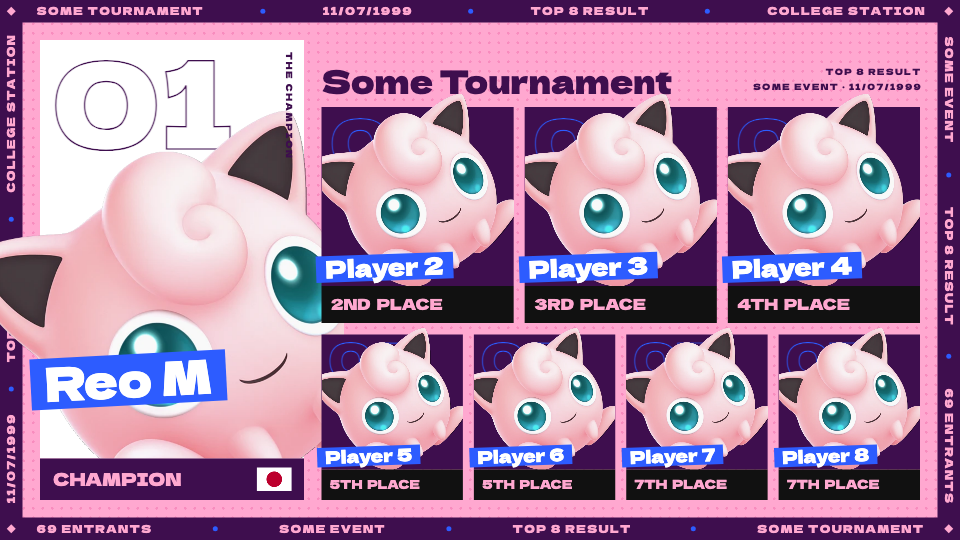 SOME TOURNAMENT • 11/07/1999 • TOP 8 RESULT • COLLEGE STATION
COLLEGE STATION
11/07/1999
01
THE CHAMPION
Reo M
CHAMPION
Some Tournament
TOP 8 RESULT
SOME EVENT · 11/07/1999
Player 2
2ND PLACE
Player 3
3RD PLACE
Player 4
4TH PLACE
Player 5
5TH PLACE
Player 6
5TH PLACE
Player 7
7TH PLACE
Player 8
7TH PLACE
SOME EVENT • TOP 8 RESULT • 69 ENTRANTS
69 ENTRANTS • SOME EVENT • TOP 8 RESULT • SOME TOURNAMENT